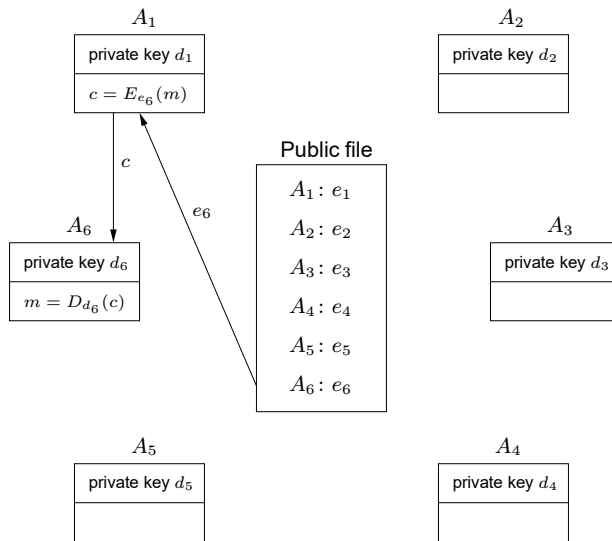 A₁
private key d₁
c = E_{e₆}(m)
A₂
private key d₂
Public file
A₁: e₁
A₂: e₂
A₃: e₃
A₄: e₄
A₅: e₅
A₆: e₆
c
e₆
A₆
private key d₆
m = D_{d₆}(c)
A₃
private key d₃
A₅
private key d₅
A₄
private key d₄